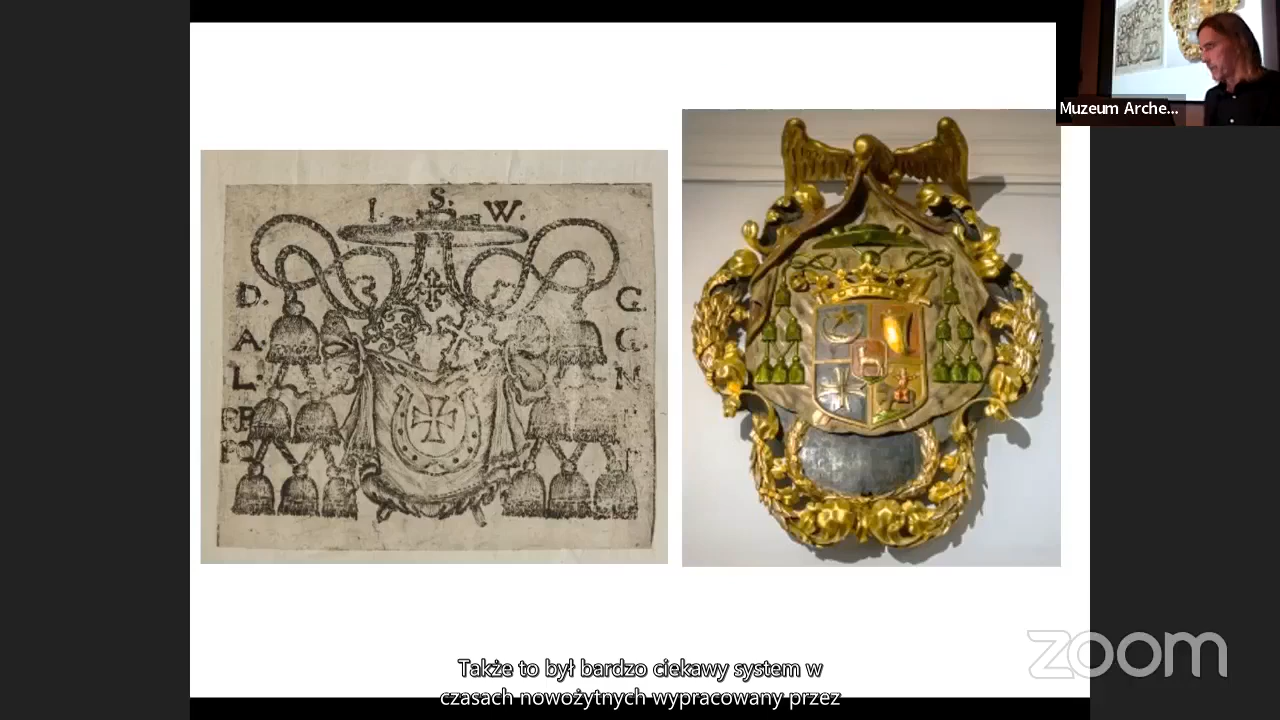 Muzeum Arche...
I. S. W.
D. G.
A. G.
L. N
zoom
Także to był bardzo ciekawy system w
czasach nowożytnych wypracowany przez